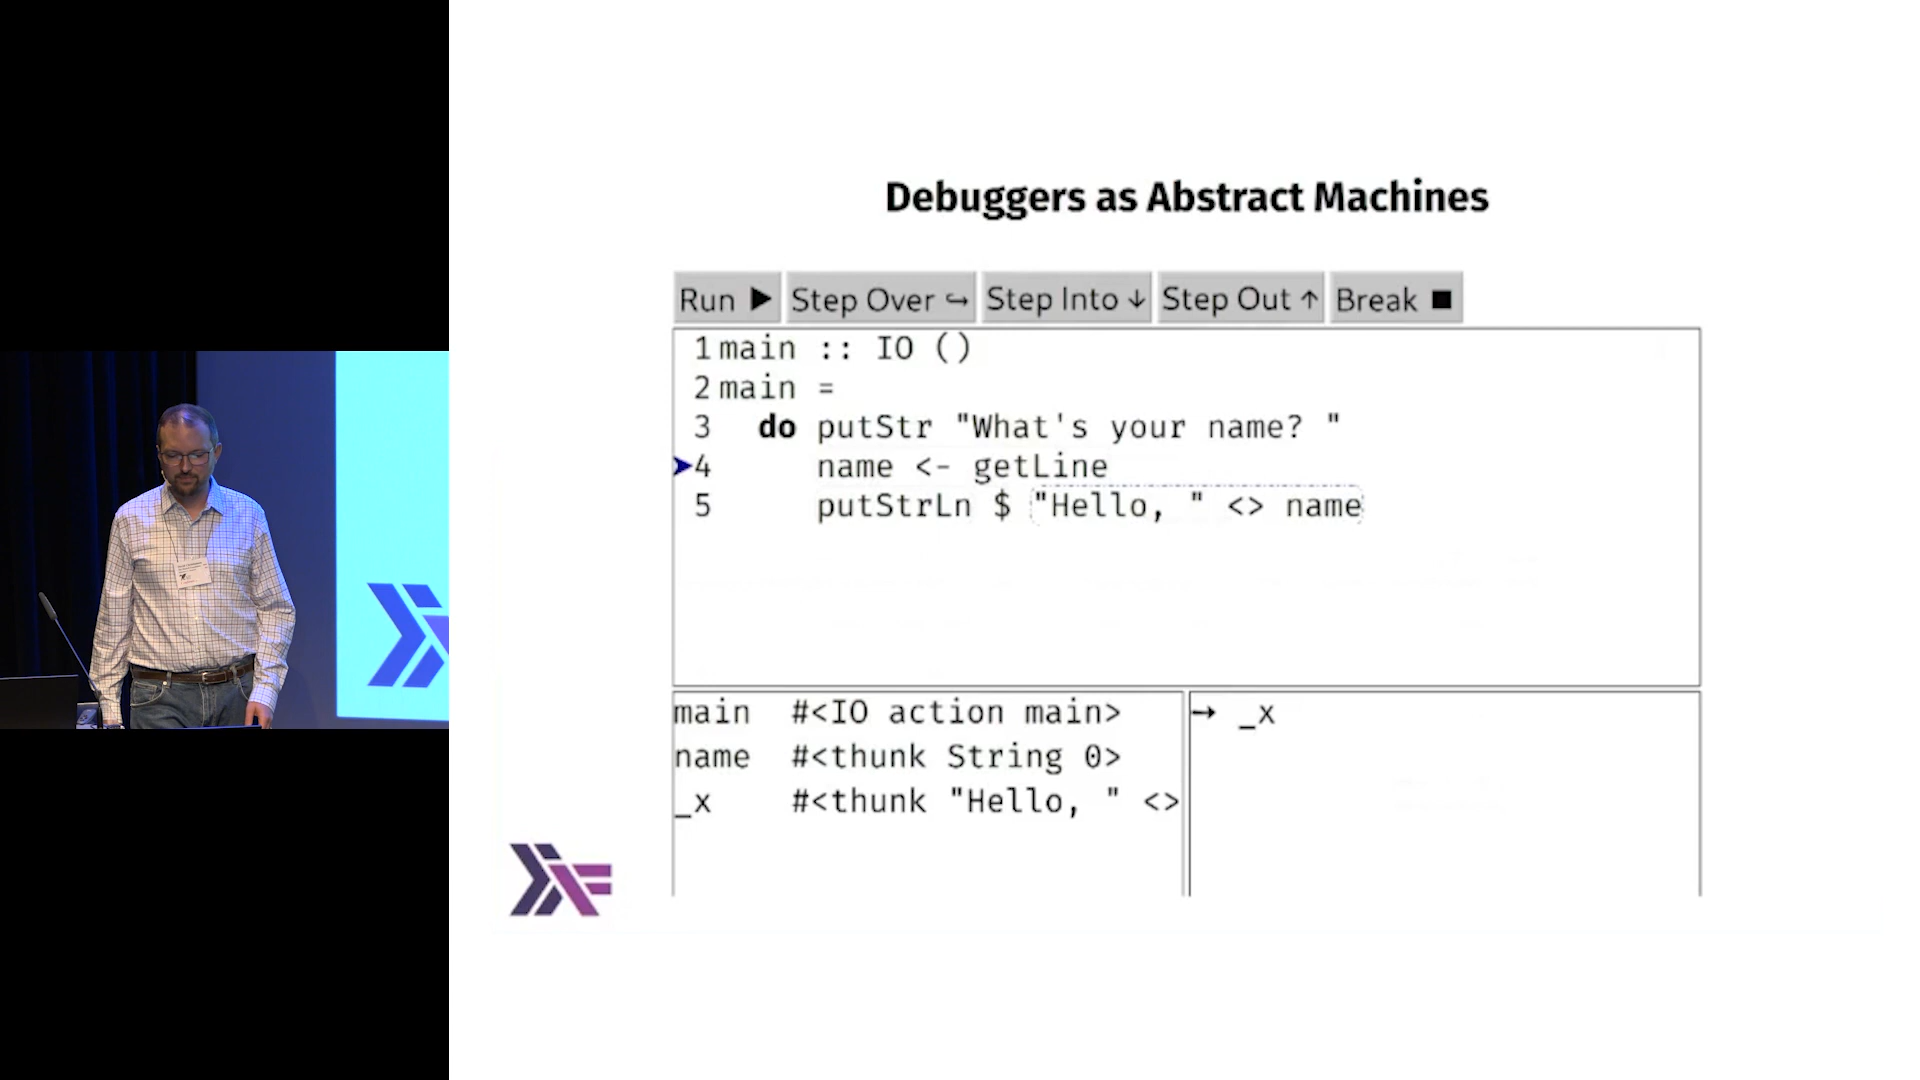 Debuggers as Abstract Machines
Run ▶ Step Over ↪ Step Into ↓ Step Out ↑ Break ■
1 main :: IO ()
2 main =
3 do putStr "What's your name? "
➤4 name <- getLine
5 putStrLn $ "Hello, " <> name
main #<IO action main>
name #<thunk String 0>
_x #<thunk "Hello, " <>
→ _x